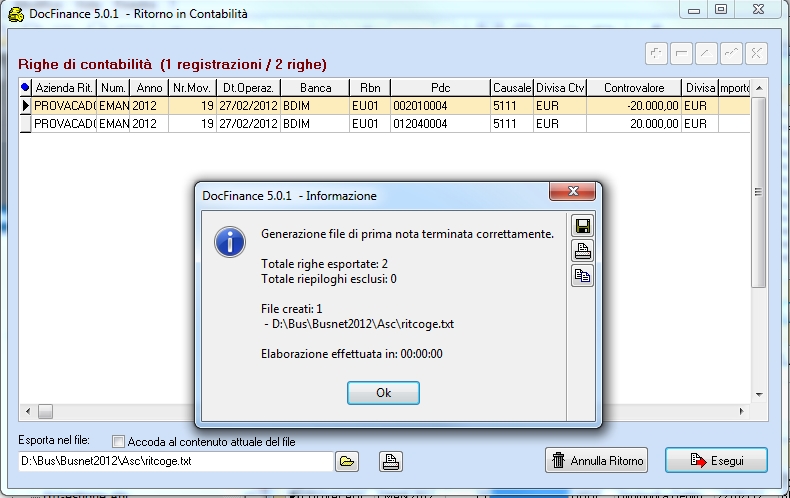 DocFinance 5.0.1 - Ritorno in Contabilità
Righe di contabilità (1 registrazioni / 2 righe)
Azienda Rit. Num. Anno Nr.Mov. Dt.Operaz. Banca Rbn Pdc Causale Divisa Ctv Controvalore Divisa mporto
PROVACADO EMAN 2012 19 27/02/2012 BDIM EU01 002010004 5111 EUR -20.000,00 EUR
PROVACADO EMAN 2012 19 27/02/2012 BDIM EU01 012040004 5111 EUR 20.000,00 EUR
DocFinance 5.0.1 - Informazione
Generazione file di prima nota terminata correttamente.
Totale righe esportate: 2
Totale riepiloghi esclusi: 0
File creati: 1
- D:\Bus\Busnet2012\Asc\ritcoge.txt
Elaborazione effettuata in: 00:00:00
Ok
Esporta nel file: Accoda al contenuto attuale del file
D:\Bus\Busnet2012\Asc\ritcoge.txt
Annulla Ritorno
Esegui